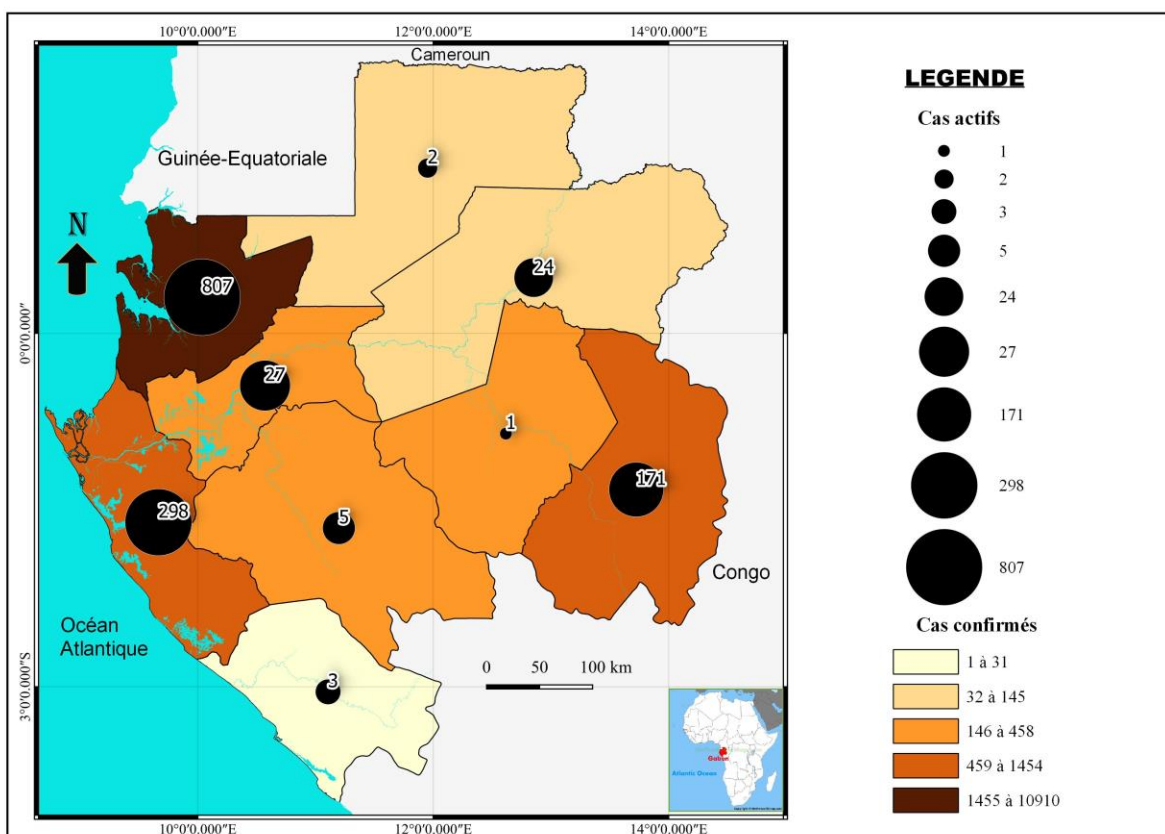 10°0'0.000"E
12°0'0.000"E
14°0'0.000"E
Cameroun
Guinée-Equatoriale
2
N
807
24
0°0'0.000"
27
1
171
298
5
Congo
Océan
Atlantique
3
0 50 100 km
3°0'0.000"S
Gabon
Atlantic Ocean
10°0'0.000"E
12°0'0.000"E
14°0'0.000"E
LEGENDE
Cas actifs
1
2
3
5
24
27
171
298
807
Cas confirmés
1 à 31
32 à 145
146 à 458
459 à 1454
1455 à 10910